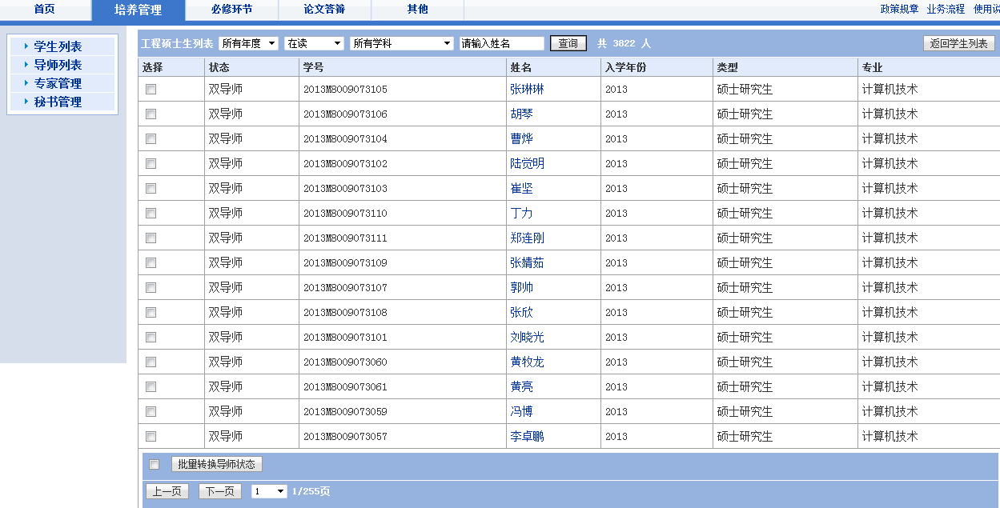 首页 培养管理 必修环节 论文答辩 其他 政策规章 业务流程
学生列表
导师列表
专家管理
秘书管理
工程硕士生列表 所有年度 在读 所有学科 请输入姓名 查询 共 3822 人 返回学生列表
选择 状态 学号 姓名 入学年份 类型 专业
双导师 2013M8009073105 张琳琳 2013 硕士研究生 计算机技术
双导师 2013M8009073106 胡琴 2013 硕士研究生 计算机技术
双导师 2013M8009073104 曹烨 2013 硕士研究生 计算机技术
双导师 2013M8009073102 陆觉明 2013 硕士研究生 计算机技术
双导师 2013M8009073103 崔坚 2013 硕士研究生 计算机技术
双导师 2013M8009073110 丁力 2013 硕士研究生 计算机技术
双导师 2013M8009073111 郑连刚 2013 硕士研究生 计算机技术
双导师 2013M8009073109 张婧茹 2013 硕士研究生 计算机技术
双导师 2013M8009073107 郭帅 2013 硕士研究生 计算机技术
双导师 2013M8009073108 张欣 2013 硕士研究生 计算机技术
双导师 2013M8009073101 刘晓光 2013 硕士研究生 计算机技术
双导师 2013M8009073060 黄牧龙 2013 硕士研究生 计算机技术
双导师 2013M8009073061 黄亮 2013 硕士研究生 计算机技术
双导师 2013M8009073059 冯博 2013 硕士研究生 计算机技术
双导师 2013M8009073057 李卓鹏 2013 硕士研究生 计算机技术
批量转换导师状态
上一页 下一页 1 1/255页